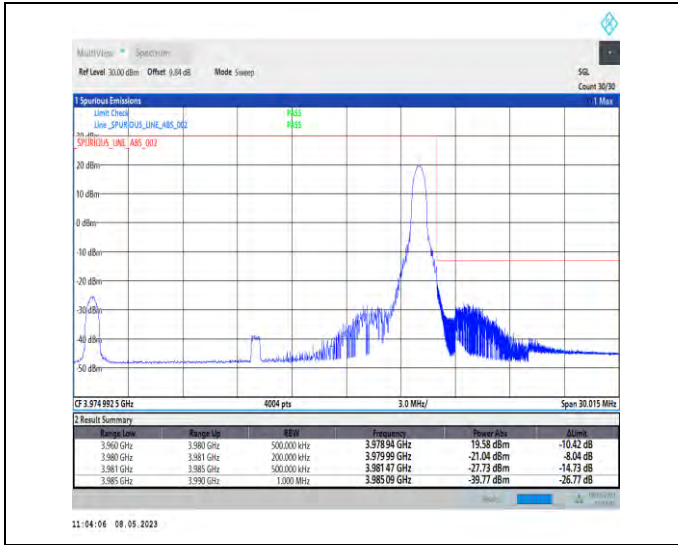 MultiView Spectrum
Ref Level 30.00 dBm Offset 9.84 dB Mode Sweep SGL
Count 30/30
1 Spurious Emissions 1 Max
Limit Check PASS
Line _SPURIOUS_LINE_ABS_002 PASS
_SPURIOUS_LINE_ABS_002
20 dBm
10 dBm
0 dBm
-10 dBm
-20 dBm
-30 dBm
-40 dBm
-50 dBm
CF 3.974 992 5 GHz 4004 pts 3.0 MHz/ Span 30.015 MHz
2 Result Summary
Range Low Range Up RBW Frequency Power Abs ΔLimit
3.960 GHz 3.980 GHz 500.000 kHz 3.978 94 GHz 19.58 dBm -10.42 dB
3.980 GHz 3.981 GHz 200.000 kHz 3.979 99 GHz -21.04 dBm -8.04 dB
3.981 GHz 3.985 GHz 500.000 kHz 3.981 47 GHz -27.73 dBm -14.73 dB
3.985 GHz 3.990 GHz 1.000 MHz 3.985 09 GHz -39.77 dBm -26.77 dB
11:04:06 08.05.2023